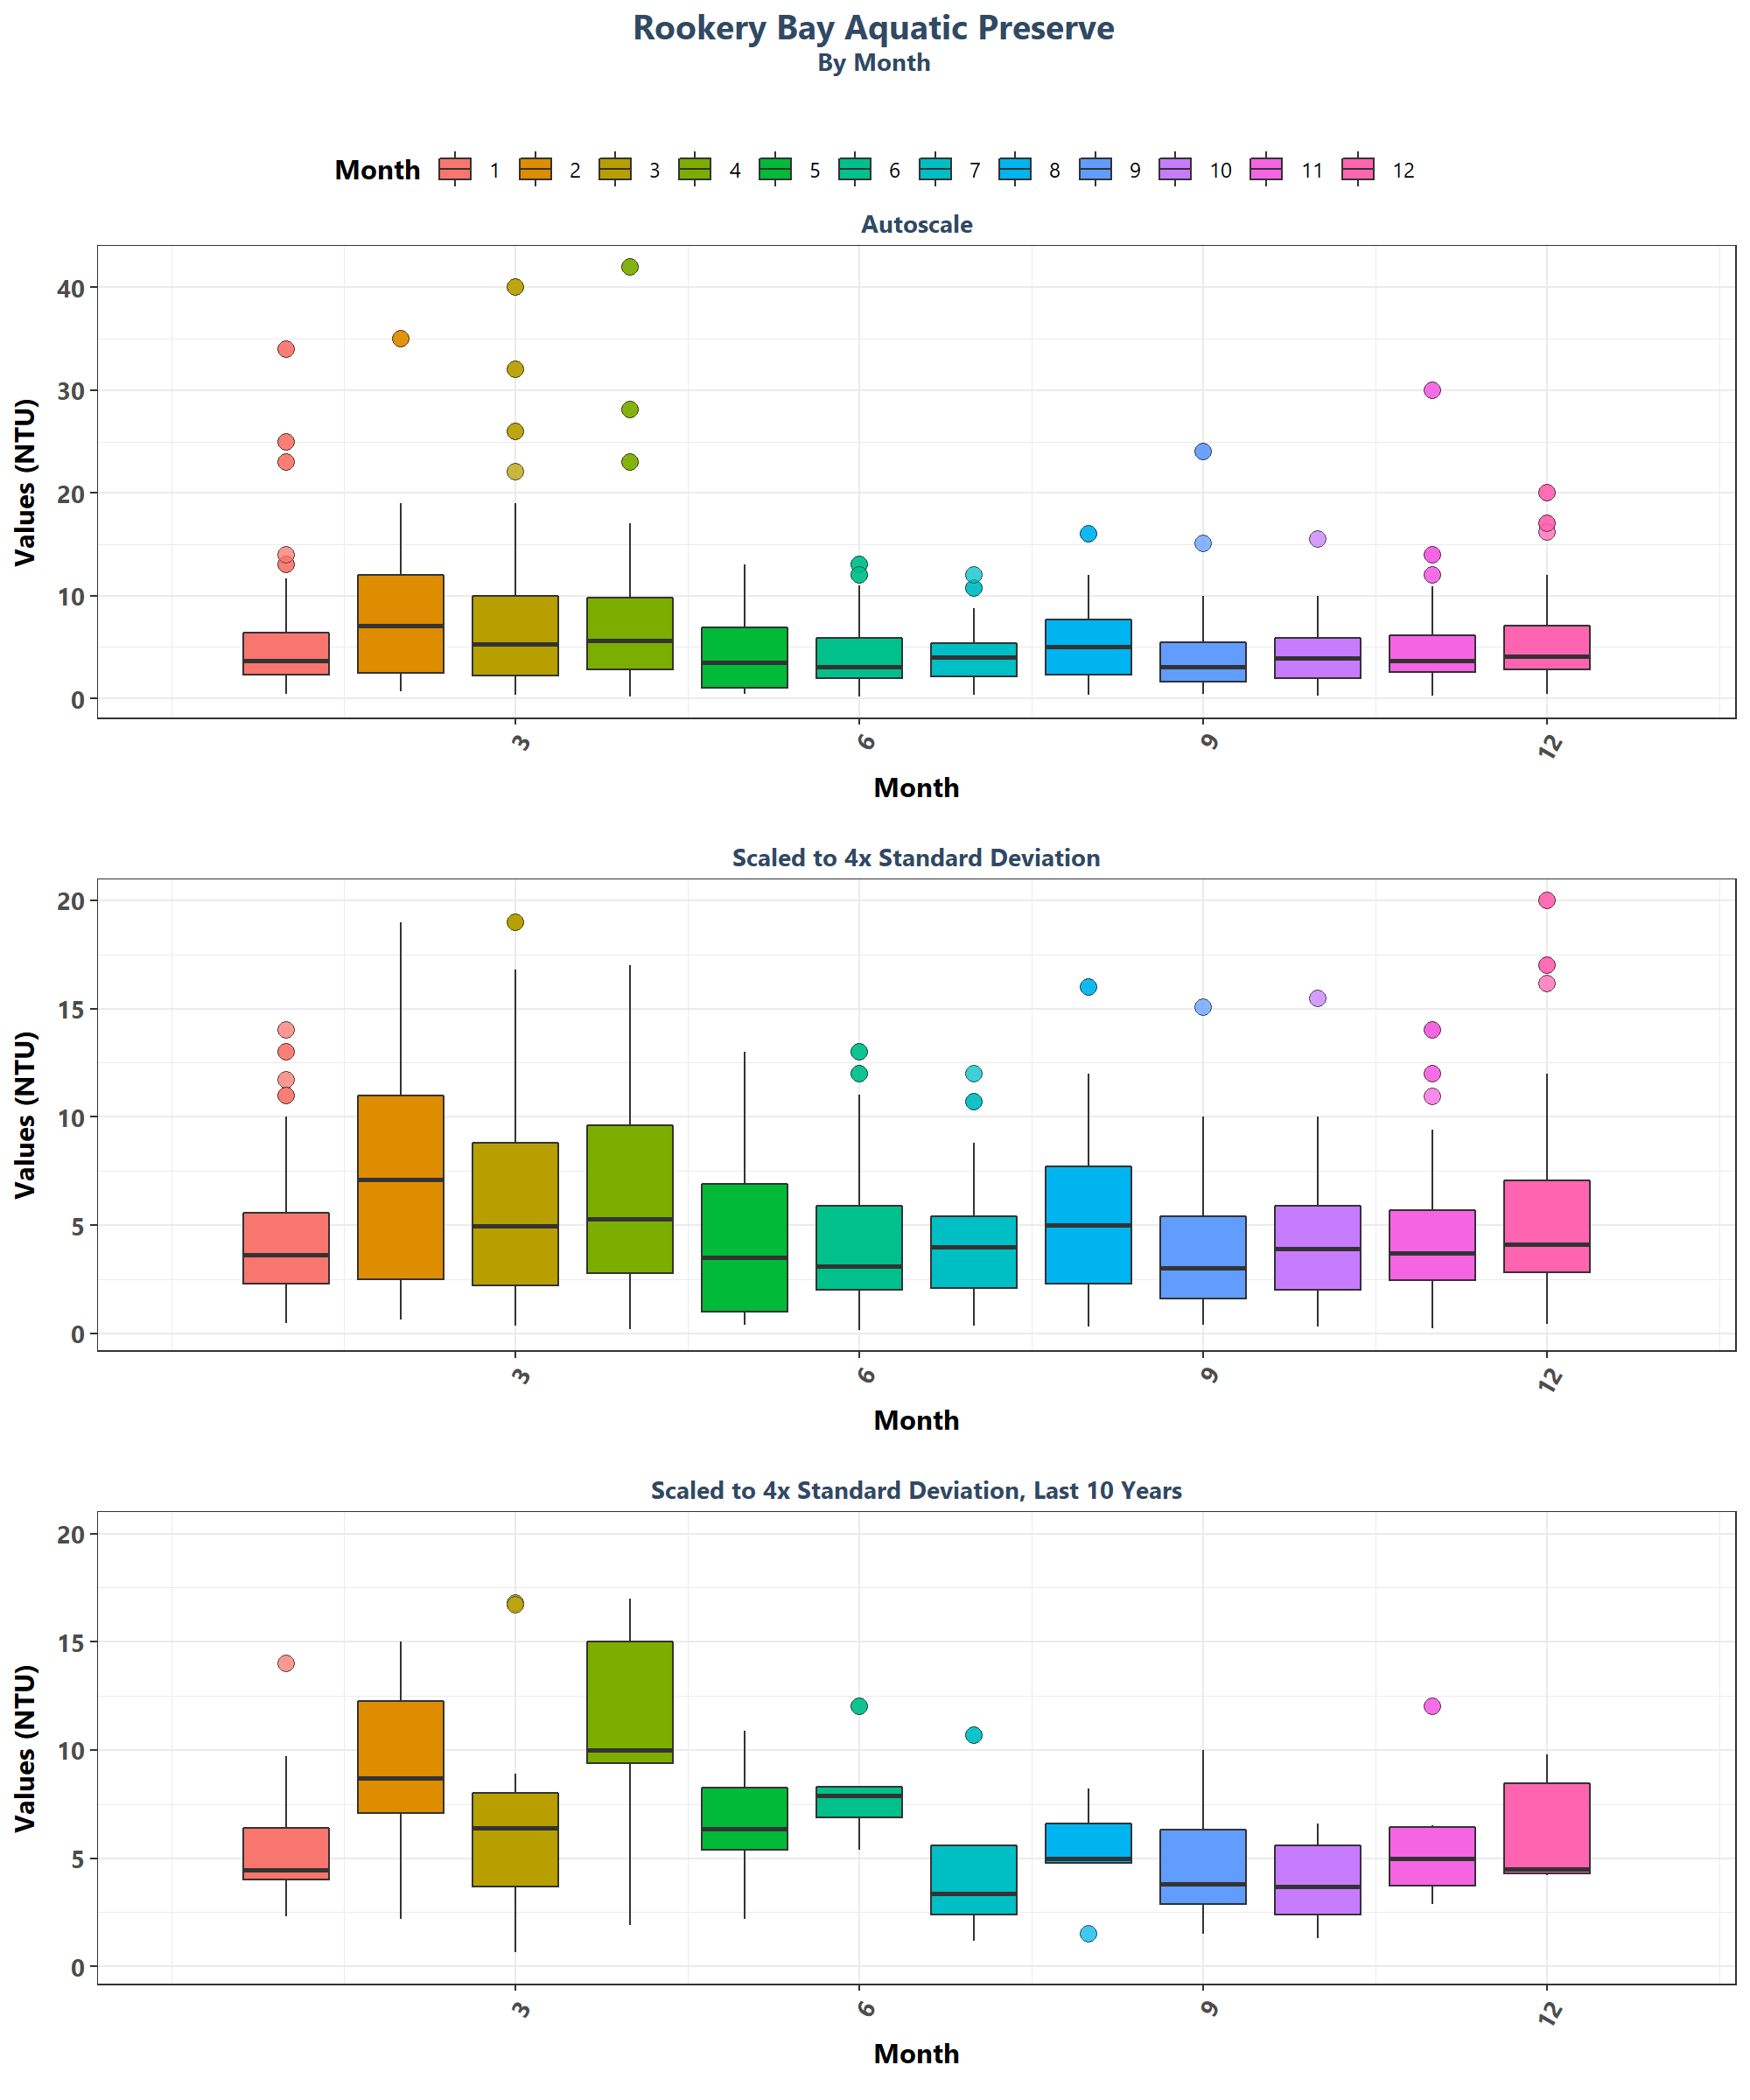 Rookery Bay Aquatic Preserve
By Month
Month 1 2 3 4 5 6 7 8 9 10 11 12
Autoscale
Values (NTU)
40
30
20
10
0
3 6 9 12
Month
Scaled to 4x Standard Deviation
Values (NTU)
20
15
10
5
0
3 6 9 12
Month
Scaled to 4x Standard Deviation, Last 10 Years
Values (NTU)
20
15
10
5
0
3 6 9 12
Month